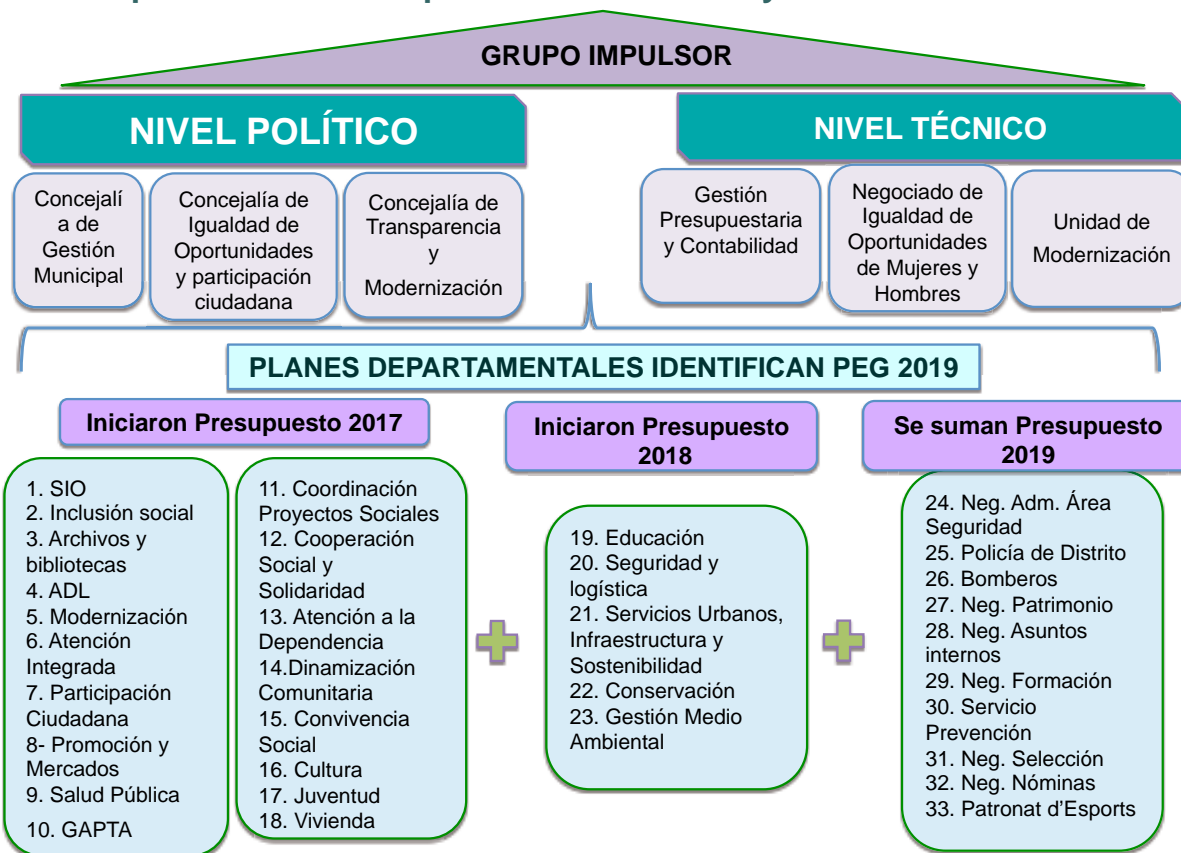 GRUPO IMPULSOR
NIVEL POLÍTICO
NIVEL TÉCNICO
Concejalí
a de
Gestión
Municipal
Concejalía de
Igualdad de
Oportunidades
y participación
ciudadana
Concejalía de
Transparencia
y
Modernización
Gestión
Presupuestaria
y Contabilidad
Negociado de
Igualdad de
Oportunidades
de Mujeres y
Hombres
Unidad de
Modernización
PLANES DEPARTAMENTALES IDENTIFICAN PEG 2019
Iniciaron Presupuesto 2017
Iniciaron Presupuesto
2018
Se suman Presupuesto
2019
1. SIO
2. Inclusión social
3. Archivos y
bibliotecas
4. ADL
5. Modernización
6. Atención
Integrada
7. Participación
Ciudadana
8- Promoción y
Mercados
9. Salud Pública
10. GAPTA
11. Coordinación
Proyectos Sociales
12. Cooperación
Social y
Solidaridad
13. Atención a la
Dependencia
14.Dinamización
Comunitaria
15. Convivencia
Social
16. Cultura
17. Juventud
18. Vivienda
19. Educación
20. Seguridad y
logística
21. Servicios Urbanos,
Infraestructura y
Sostenibilidad
22. Conservación
23. Gestión Medio
Ambiental
24. Neg. Adm. Área
Seguridad
25. Policía de Distrito
26. Bomberos
27. Neg. Patrimonio
28. Neg. Asuntos
internos
29. Neg. Formación
30. Servicio
Prevención
31. Neg. Selección
32. Neg. Nóminas
33. Patronat d'Esports